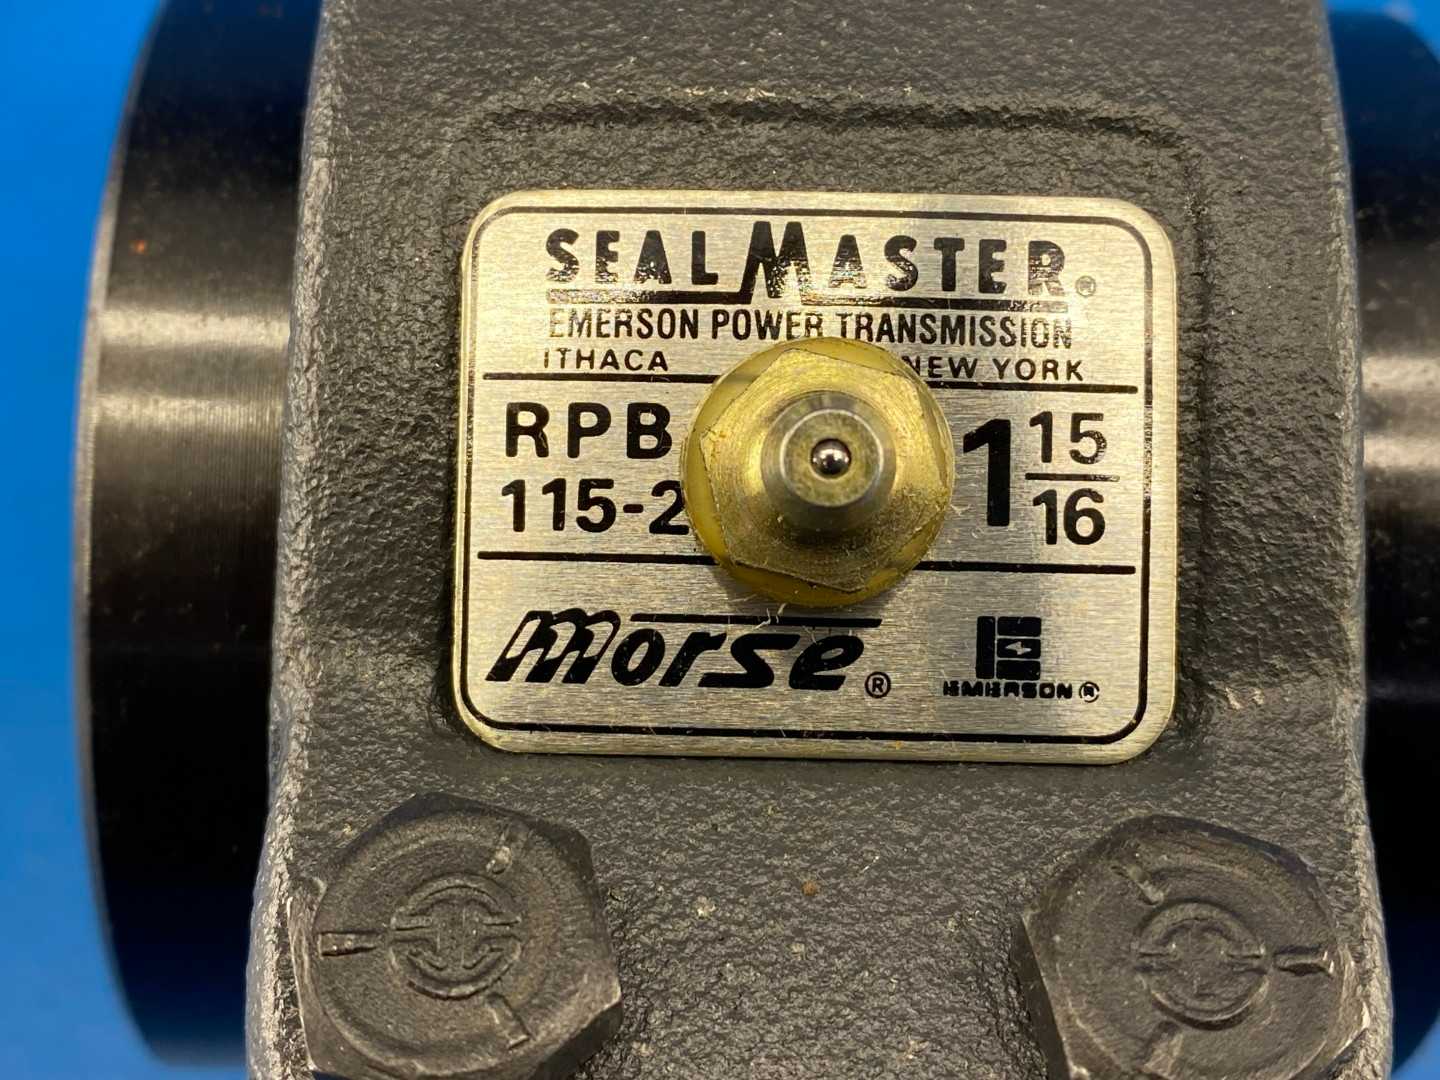 SEALMASTER®
EMERSON POWER TRANSMISSION
ITHACA NEW YORK
RPB
115-2
1 15/16
morse®
EMERSON®